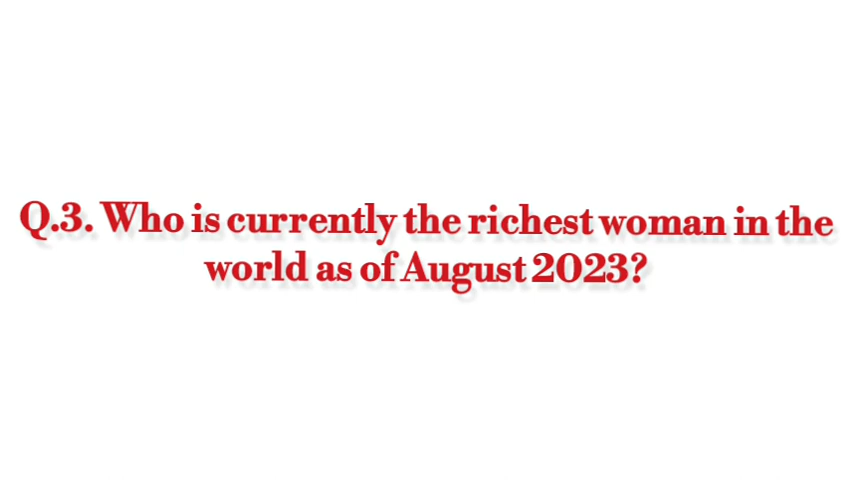 Q.3. Who is currently the richest woman in the
world as of August 2023?